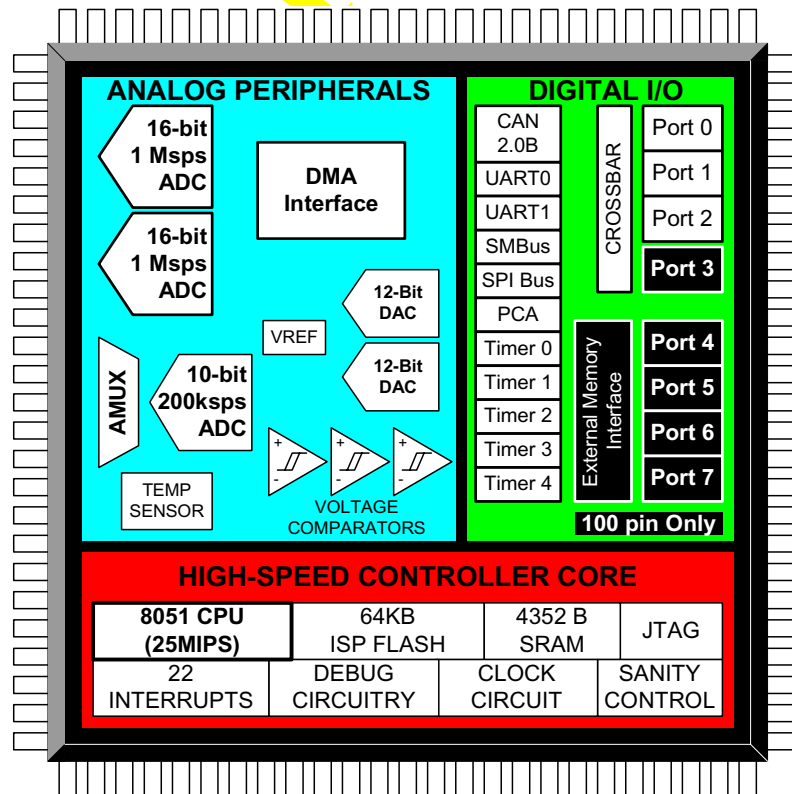 ANALOG PERIPHERALS
16-bit
1 Msps
ADC
DMA
Interface
16-bit
1 Msps
ADC
12-Bit
DAC
VREF
12-Bit
DAC
AMUX
10-bit
200ksps
ADC
+
-
+
-
+
-
TEMP
SENSOR
VOLTAGE
COMPARATORS
DIGITAL I/O
CAN
2.0B
UART0
UART1
SMBus
SPI Bus
PCA
Timer 0
Timer 1
Timer 2
Timer 3
Timer 4
CROSSBAR
Port 0
Port 1
Port 2
Port 3
External Memory
Interface
Port 4
Port 5
Port 6
Port 7
100 pin Only
HIGH-SPEED CONTROLLER CORE
8051 CPU
(25MIPS)
64KB
ISP FLASH
4352 B
SRAM
JTAG
22
INTERRUPTS
DEBUG
CIRCUITRY
CLOCK
CIRCUIT
SANITY
CONTROL